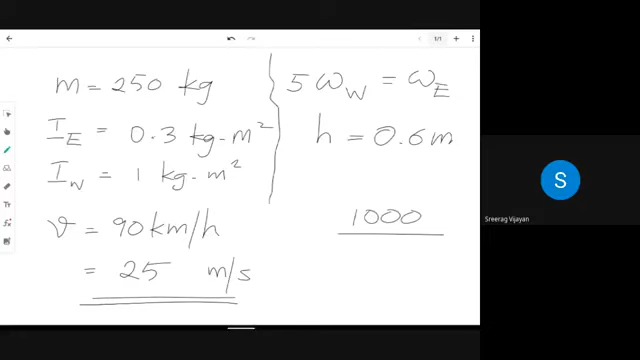 1/1
m = 250 kg
I_E = 0.3 kg-m²
I_W = 1 kg-m²
v = 90 km/h
= 25 m/s
5 ω_W = ω_E
h = 0.6 m
1000
S
Sreerag Vijayan